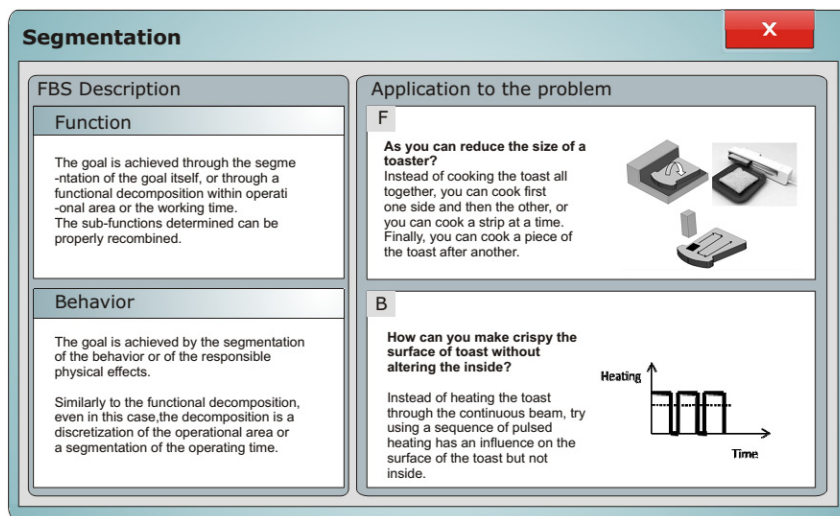 Segmentation
X
FBS Description
Function
The goal is achieved through the segme
-ntation of the goal itself, or through a
functional decomposition within operati
-onal area or the working time.
The sub-functions determined can be
properly recombined.
Behavior
The goal is achieved by the segmentation
of the behavior or of the responsible
physical effects.
Similarly to the functional decomposition,
even in this case,the decomposition is a
discretization of the operational area or
a segmentation of the operating time.
Application to the problem
F
As you can reduce the size of a
toaster?
Instead of cooking the toast all
together, you can cook first
one side and then the other, or
you can cook a strip at a time.
Finally, you can cook a piece of
the toast after another.
B
How can you make crispy the
surface of toast without
altering the inside?
Instead of heating the toast
through the continuous beam, try
using a sequence of pulsed
heating has an influence on the
surface of the toast but not
inside.
Heating
Time